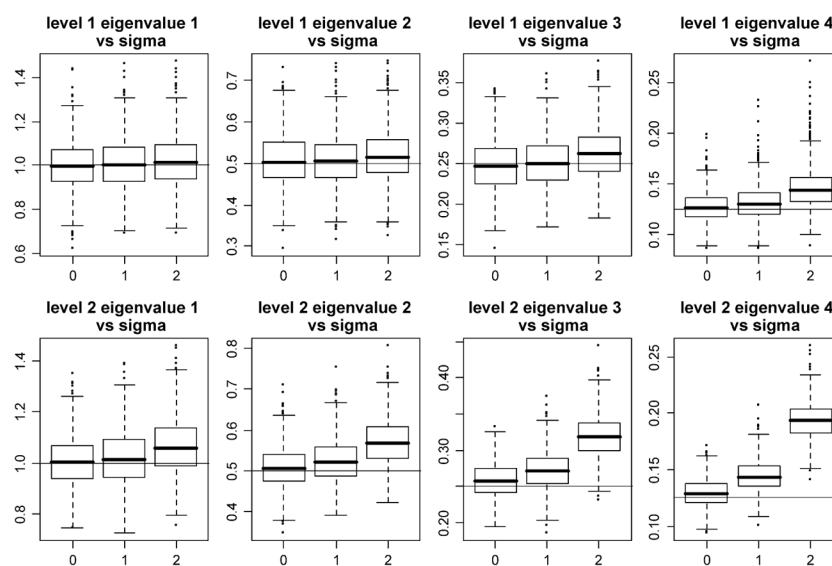 level 1 eigenvalue 1
vs sigma
level 1 eigenvalue 2
vs sigma
level 1 eigenvalue 3
vs sigma
level 1 eigenvalue 4
vs sigma
1.4
1.2
1.0
0.8
0.6
0 1 2
0.7
0.6
0.5
0.4
0.3
0 1 2
0.35
0.30
0.25
0.20
0.15
0 1 2
0.25
0.20
0.15
0.10
0 1 2
level 2 eigenvalue 1
vs sigma
level 2 eigenvalue 2
vs sigma
level 2 eigenvalue 3
vs sigma
level 2 eigenvalue 4
vs sigma
1.4
1.2
1.0
0.8
0 1 2
0.8
0.7
0.6
0.5
0.4
0 1 2
0.40
0.30
0.20
0 1 2
0.25
0.20
0.15
0.10
0 1 2